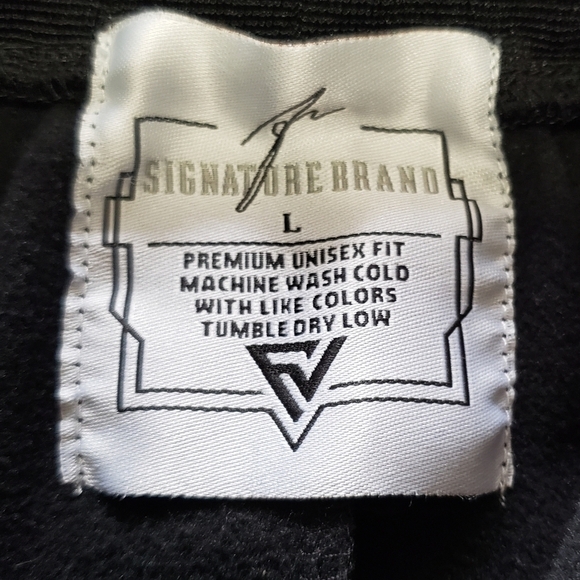 SIGNATURE BRAND
L
PREMIUM UNISEX FIT
MACHINE WASH COLD
WITH LIKE COLORS
TUMBLE DRY LOW